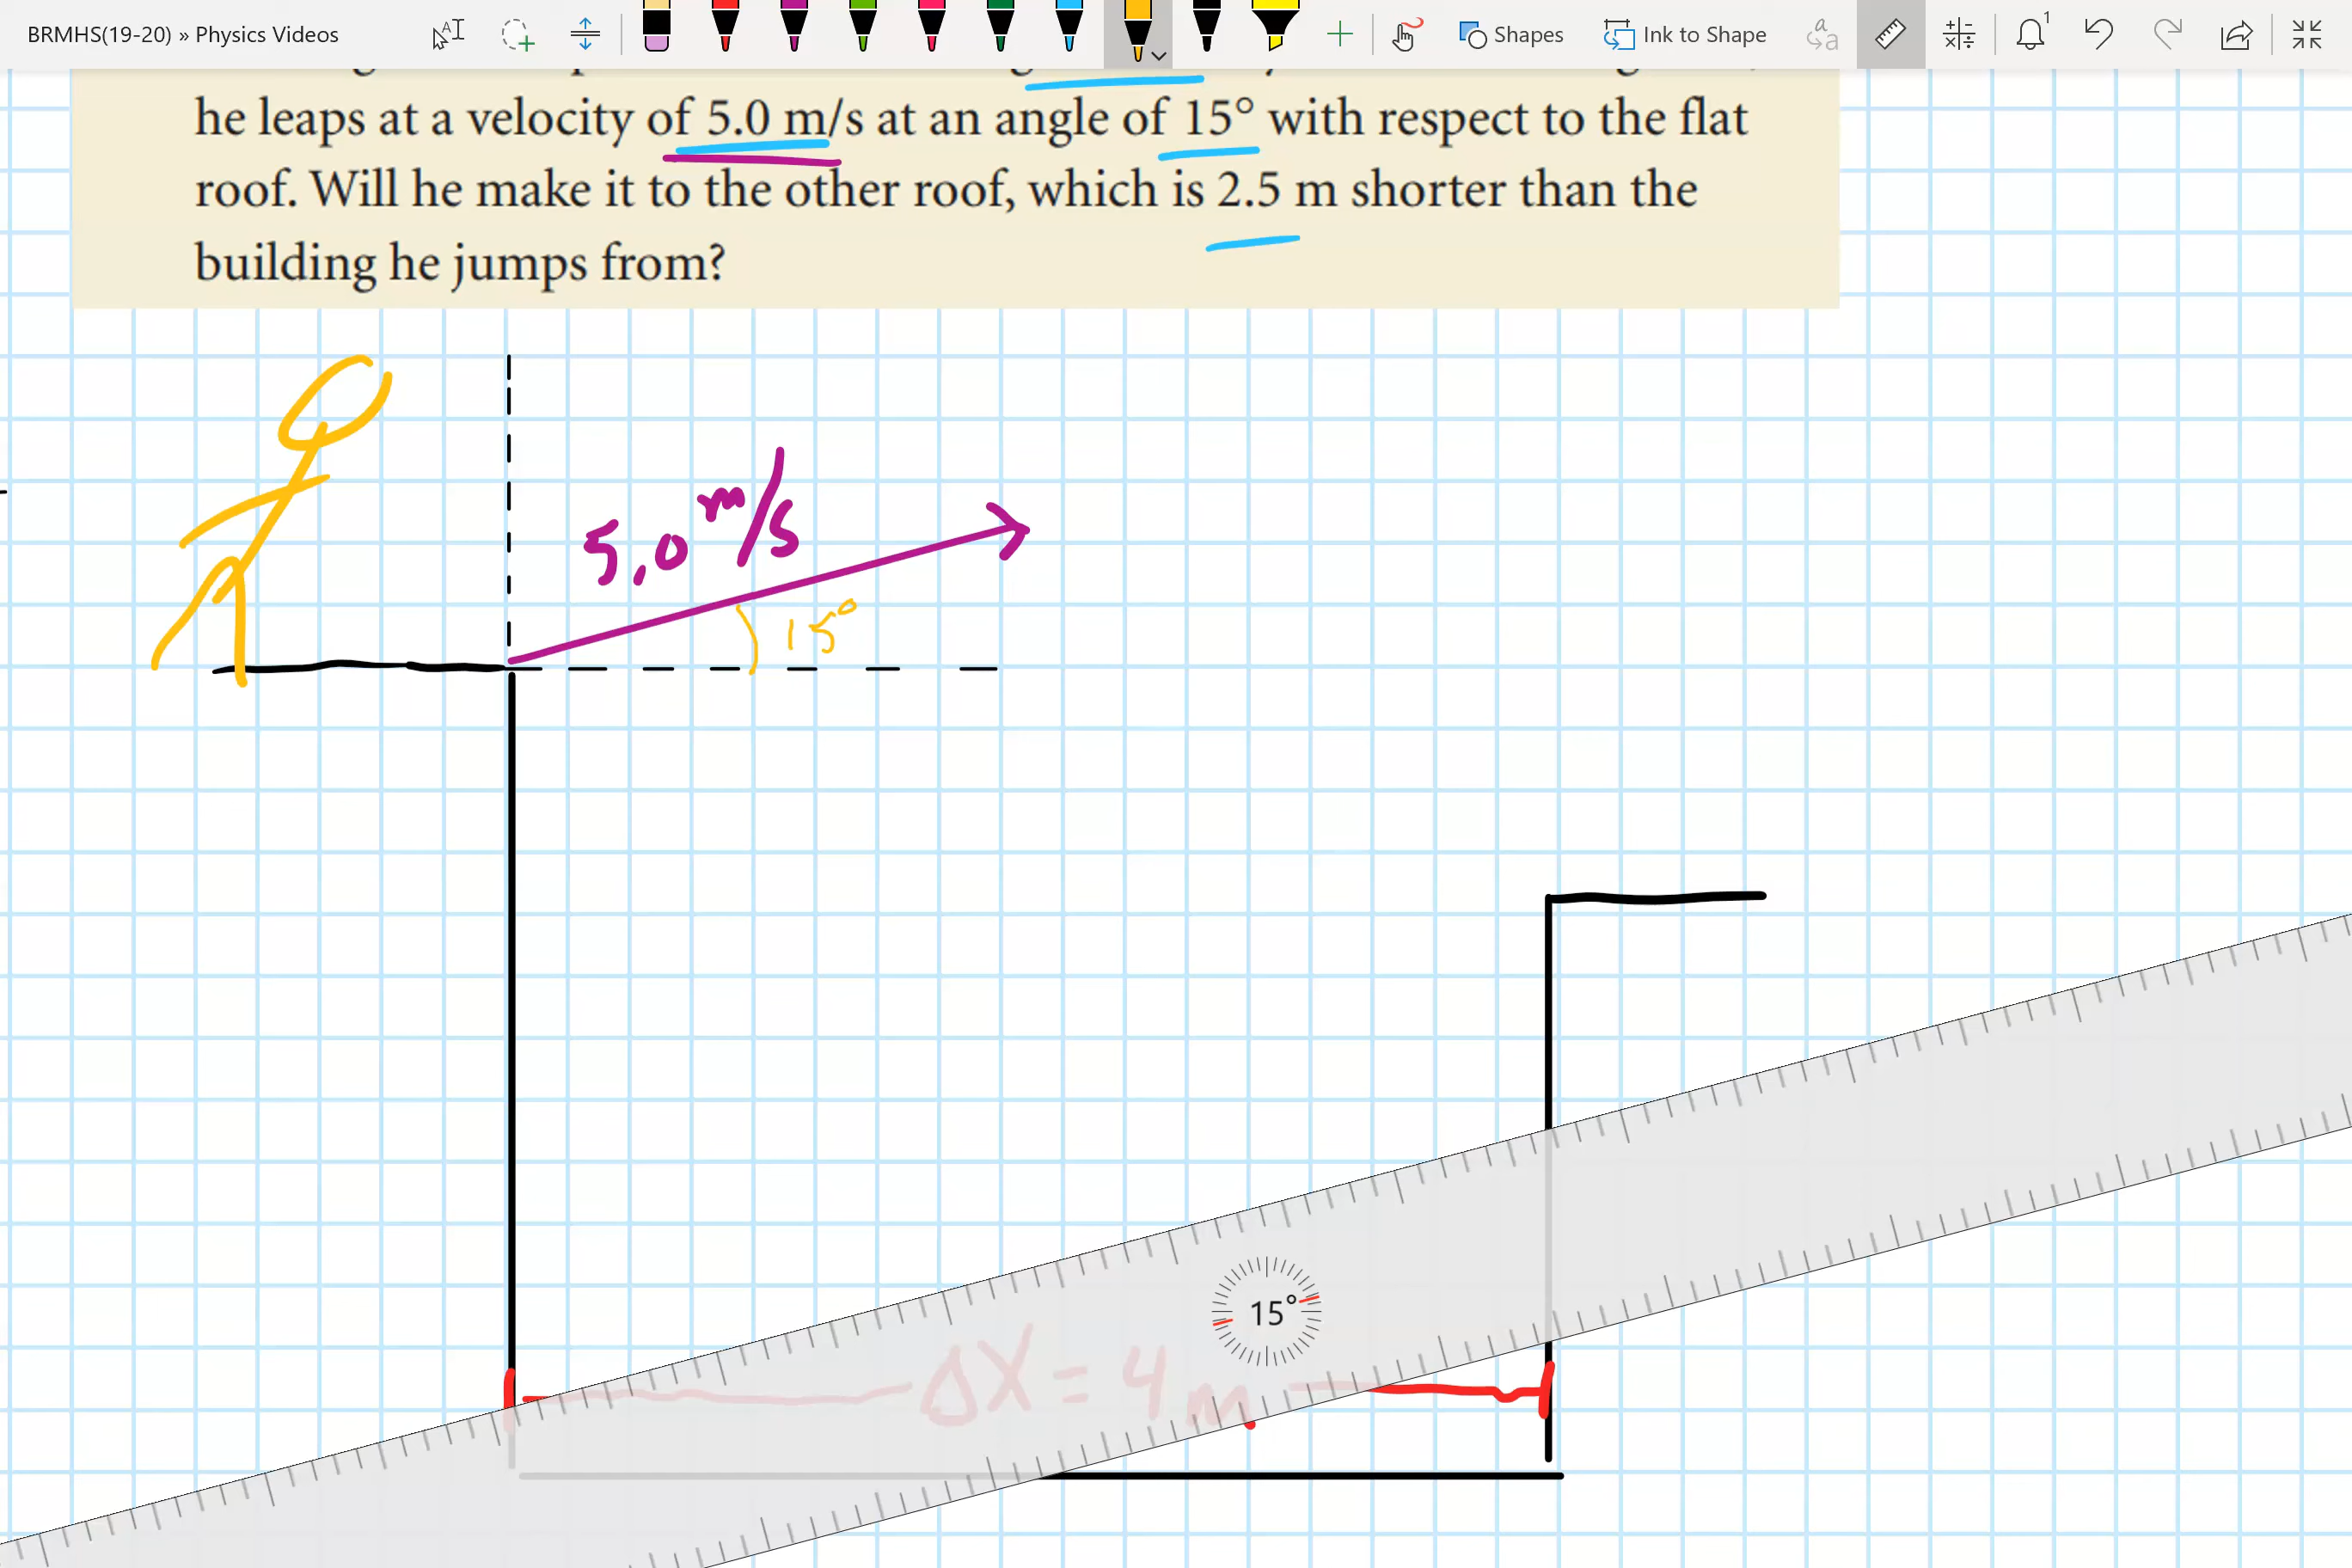 BRMHS(19-20) » Physics Videos
Shapes
Ink to Shape
1
he leaps at a velocity of 5.0 m/s at an angle of 15° with respect to the flat
roof. Will he make it to the other roof, which is 2.5 m shorter than the
building he jumps from?
5.0 m/s
15°
15°
ΔX = 4 m